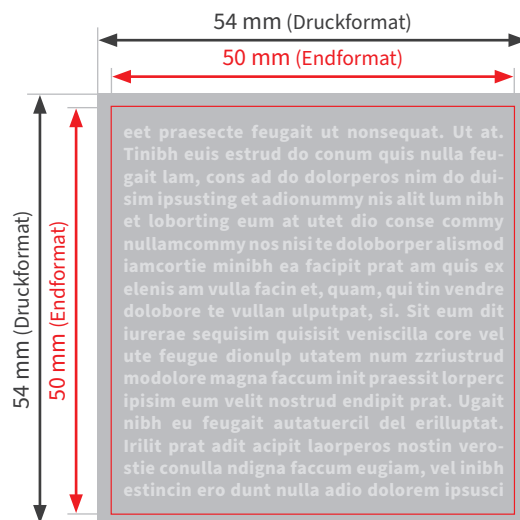 54 mm (Druckformat)
50 mm (Endformat)
54 mm (Druckformat)
50 mm (Endformat)
eet praesecte feugait ut nonsequat. Ut at.
Tinibh euis estrud do conum quis nulla feu-
gait lam, cons ad do dolorperos nim do dui-
sim ipsusting et adionummy nis alit lum nibh
et loborting eum at utet dio conse commy
nullamcommy nos nisi te doloborper alismod
iamcortie minibh ea facipit prat am quis ea
elenis am vulla facin et, quam, qui tin vendre
dolobore te vullan ulputpat, si. Sit eum dit
iurerae sequisim quisisit veniscilla core vel
ute feugue dionulp utatem num zzriustrud
modolore magna faccum init praessit lorperc
ipisim eum velit nostrud endipit prat. Ugait
nibh eu feugait autatuercil del erilluptat.
Irilit prat adit acipit laorperos nostin vero-
stie conulla ndigna faccum eugiam, vel inibh
estincin ero dunt nulla adio dolorem ipsusci